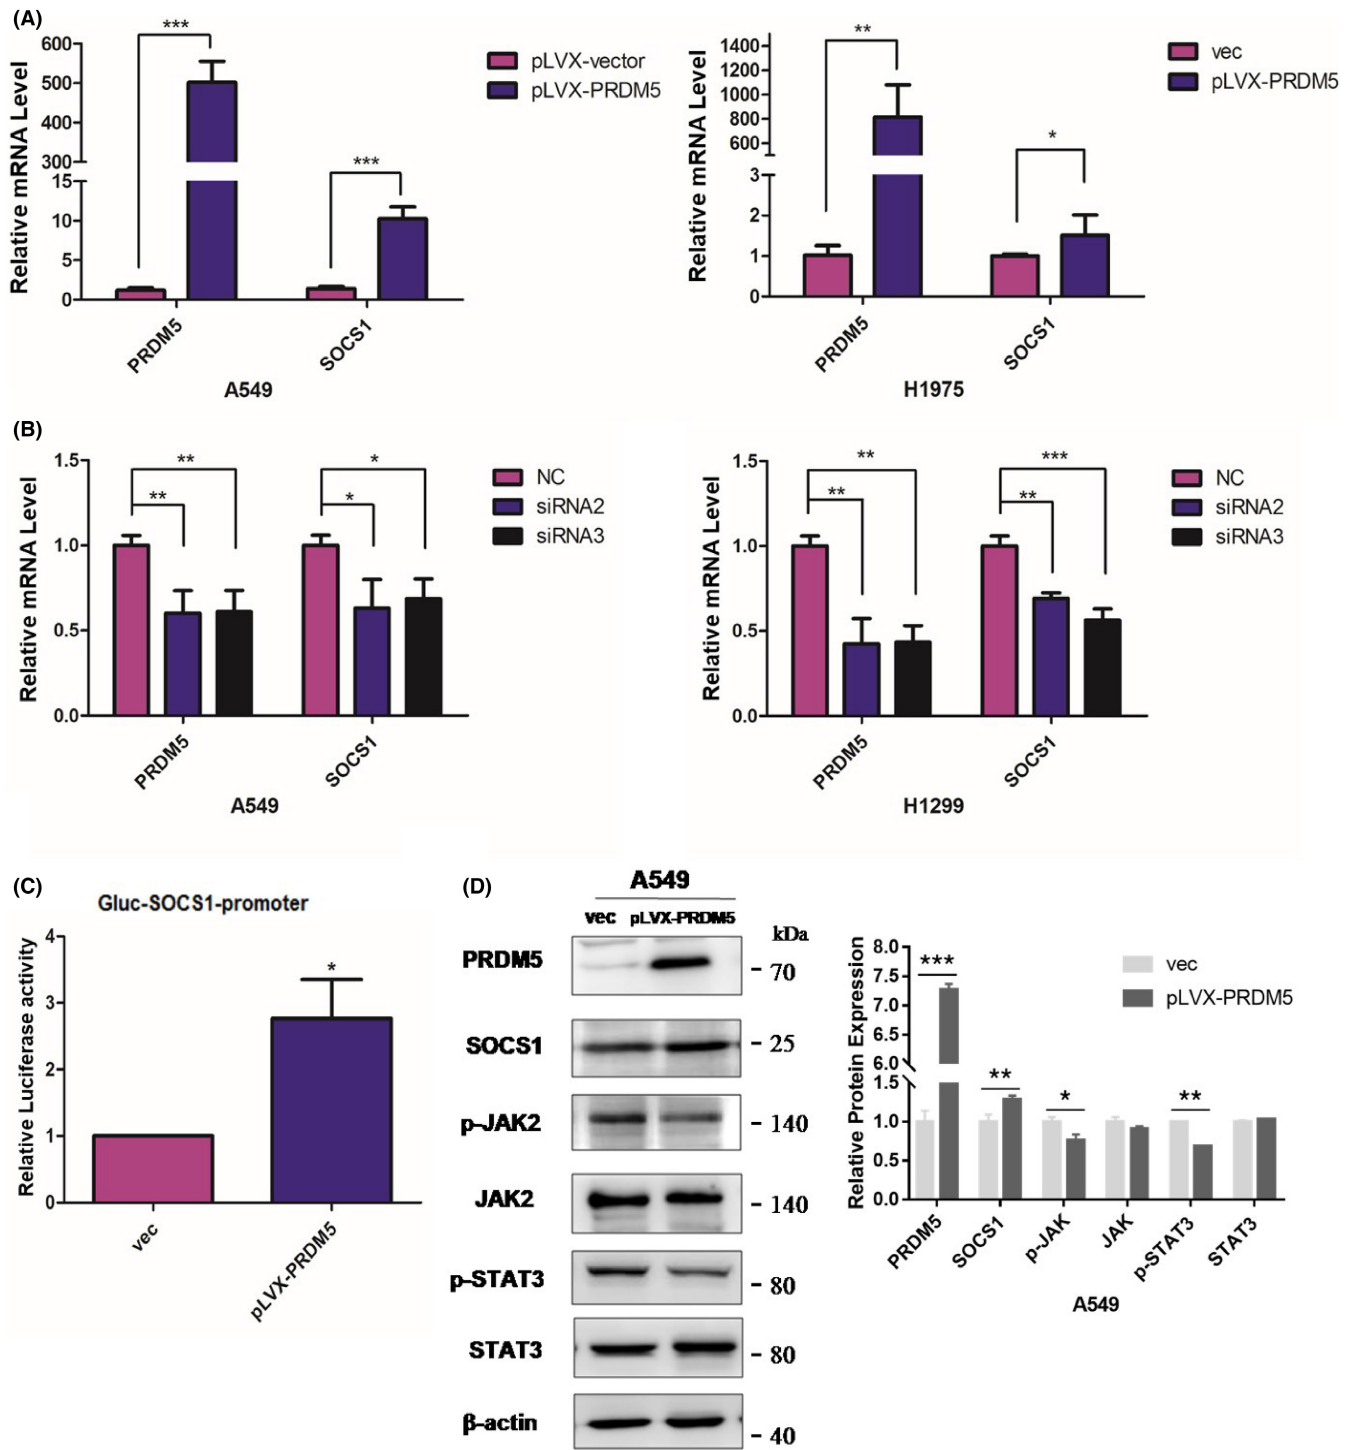 (A)
Relative mRNA Level
600
500
400
300
15
10
5
0
***
***
pLVX-vector
pLVX-PRDM5
PRDM5
SOCS1
A549
Relative mRNA Level
1400
1200
1000
800
600
3
2
1
0
**
*
vec
pLVX-PRDM5
PRDM5
SOCS1
H1975
(B)
Relative mRNA Level
1.5
1.0
0.5
0.0
**
**
*
*
NC
siRNA2
siRNA3
PRDM5
SOCS1
A549
Relative mRNA Level
1.5
1.0
0.5
0.0
**
**
***
**
NC
siRNA2
siRNA3
PRDM5
SOCS1
H1299
(C)
Gluc-SOCS1-promoter
Relative Luciferase activity
4
3
2
1
0
*
vec
pLVX-PRDM5
(D)
A549
vec pLVX-PRDM5
kDa
PRDM5
- 70
SOCS1
- 25
p-JAK2
- 140
JAK2
- 140
p-STAT3
- 80
STAT3
- 80
β-actin
- 40
Relative Protein Expression
8.0
7.5
7.0
6.5
6.0
1.5
1.0
0.5
0.0
***
**
*
**
vec
pLVX-PRDM5
PRDM5
SOCS1
p-JAK
JAK
p-STAT3
STAT3
A549